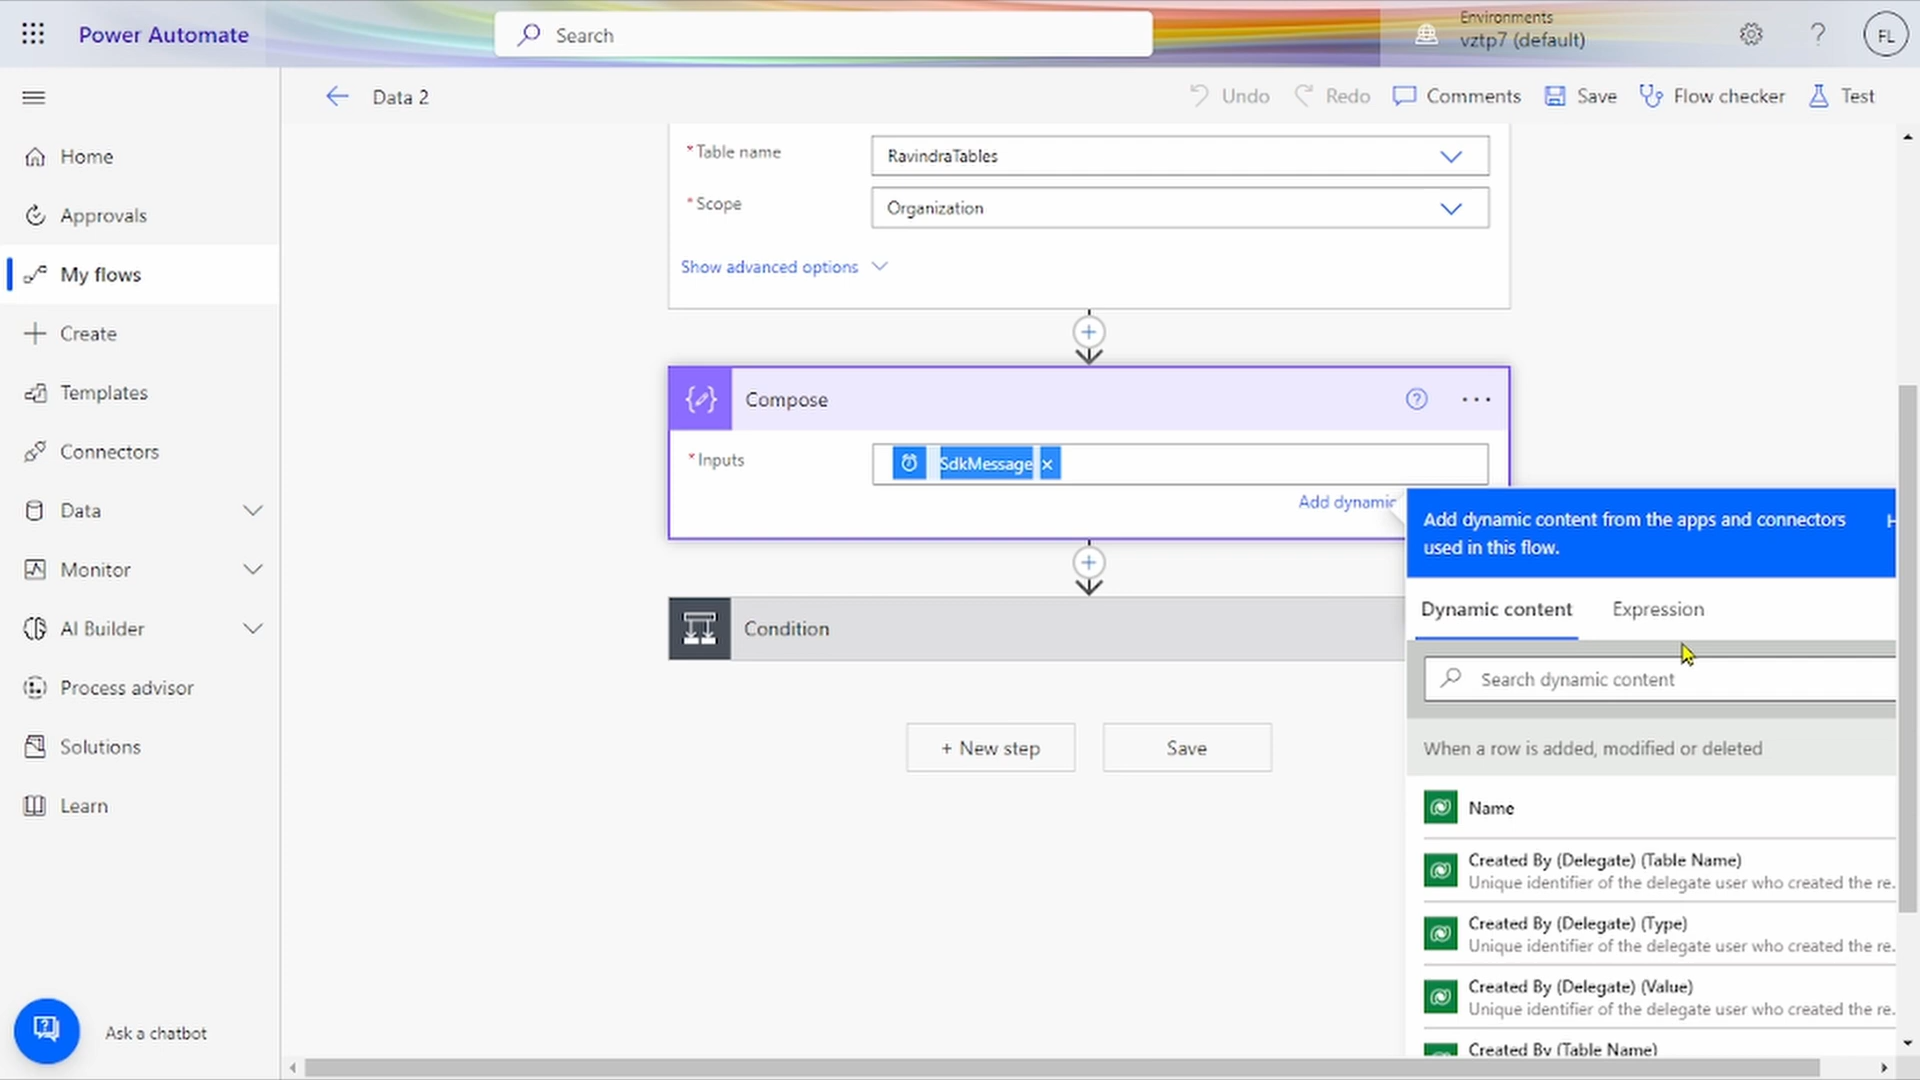 Power Automate
Search
Environments
vztp7 (default)
FL
Data 2
Undo
Redo
Comments
Save
Flow checker
Test
Home
Approvals
My flows
Create
Templates
Connectors
Data
Monitor
AI Builder
Process advisor
Solutions
Learn
Ask a chatbot
* Table name
RavindraTables
* Scope
Organization
Show advanced options
Compose
* Inputs
SdkMessage
Add dynamic
Condition
+ New step
Save
Add dynamic content from the apps and connectors
used in this flow.
Dynamic content
Expression
Search dynamic content
When a row is added, modified or deleted
Name
Created By (Delegate) (Table Name)
Unique identifier of the delegate user who created the re.
Created By (Delegate) (Type)
Unique identifier of the delegate user who created the re.
Created By (Delegate) (Value)
Unique identifier of the delegate user who created the re.
Created By (Table Name)